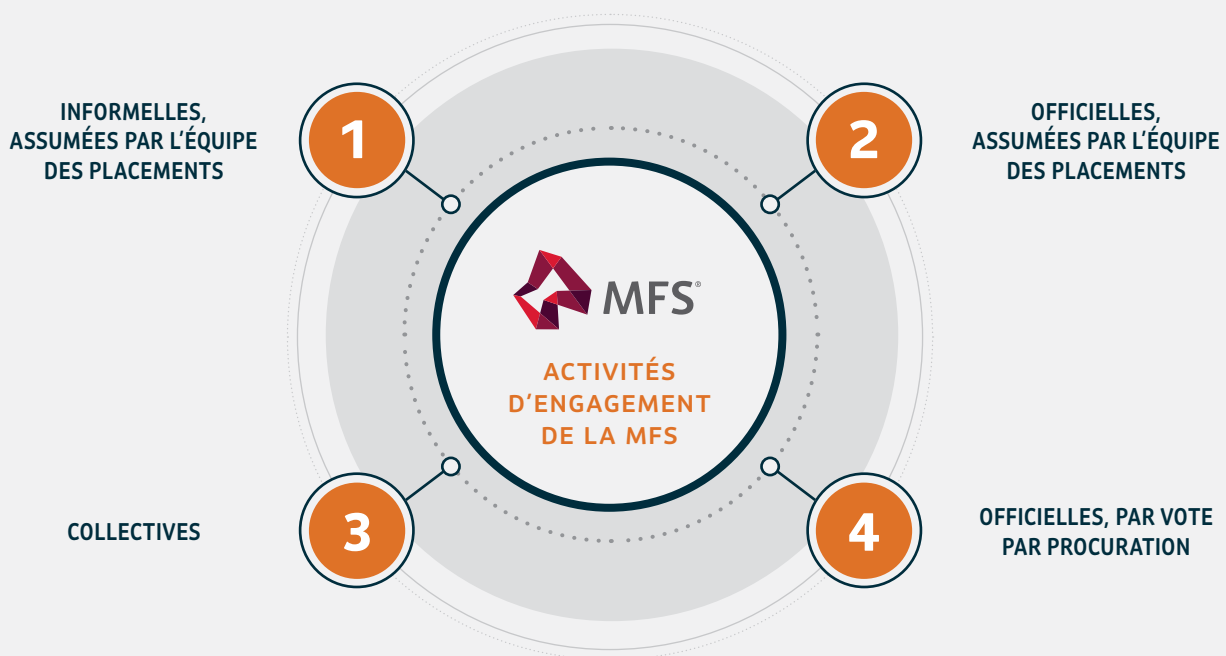 INFORMELLES,
ASSUMÉES PAR L'ÉQUIPE
DES PLACEMENTS
1
2
OFFICIELLES,
ASSUMÉES PAR L'ÉQUIPE
DES PLACEMENTS
MFS®
ACTIVITÉS
D'ENGAGEMENT
DE LA MFS
COLLECTIVES
3
4
OFFICIELLES, PAR VOTE
PAR PROCURATION